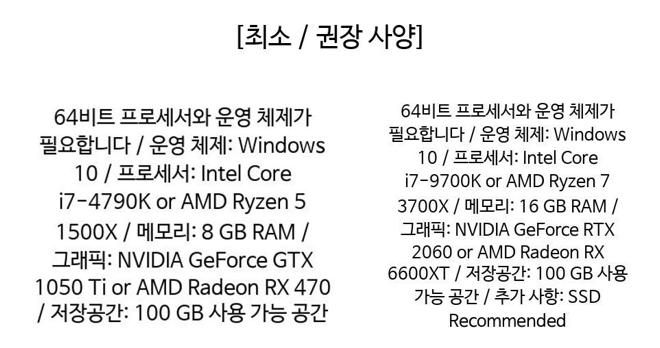 [최소 / 권장 사양]
64비트 프로세서와 운영 체제가
필요합니다 / 운영 체제: Windows
10 / 프로세서: Intel Core
i7-4790K or AMD Ryzen 5
1500X / 메모리: 8 GB RAM /
그래픽: NVIDIA GeForce GTX
1050 Ti or AMD Radeon RX 470
/ 저장공간: 100 GB 사용 가능 공간
64비트 프로세서와 운영 체제가
필요합니다 / 운영 체제: Windows
10 / 프로세서: Intel Core
i7-9700K or AMD Ryzen 7
3700X / 메모리: 16 GB RAM /
그래픽: NVIDIA GeForce RTX
2060 or AMD Radeon RX
6600XT / 저장공간: 100 GB 사용
가능 공간 / 추가 사항: SSD
Recommended